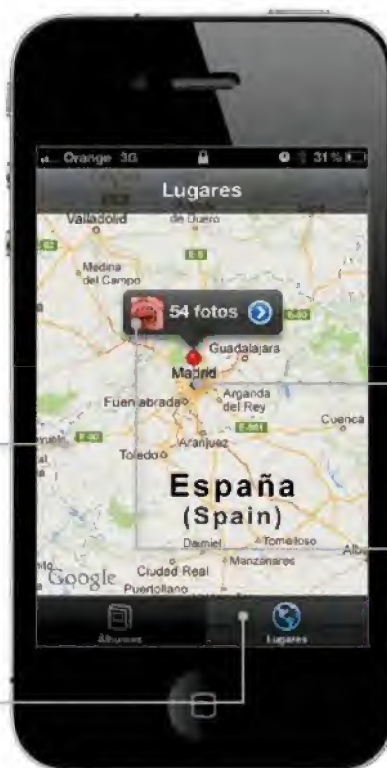 Orange 3G 31%
Lugares
Valladolid
de Duero
Medina
del Campo
54 fotos
Guadalajara
Madrid
Fuenlabrada
Arganda
del Rey
Cuenca
Toledo
Aranjuez
España
(Spain)
Daimiel
Tomelloso
Google
Ciudad Real
Manzanares
Puertollano
Álbumes
Lugares